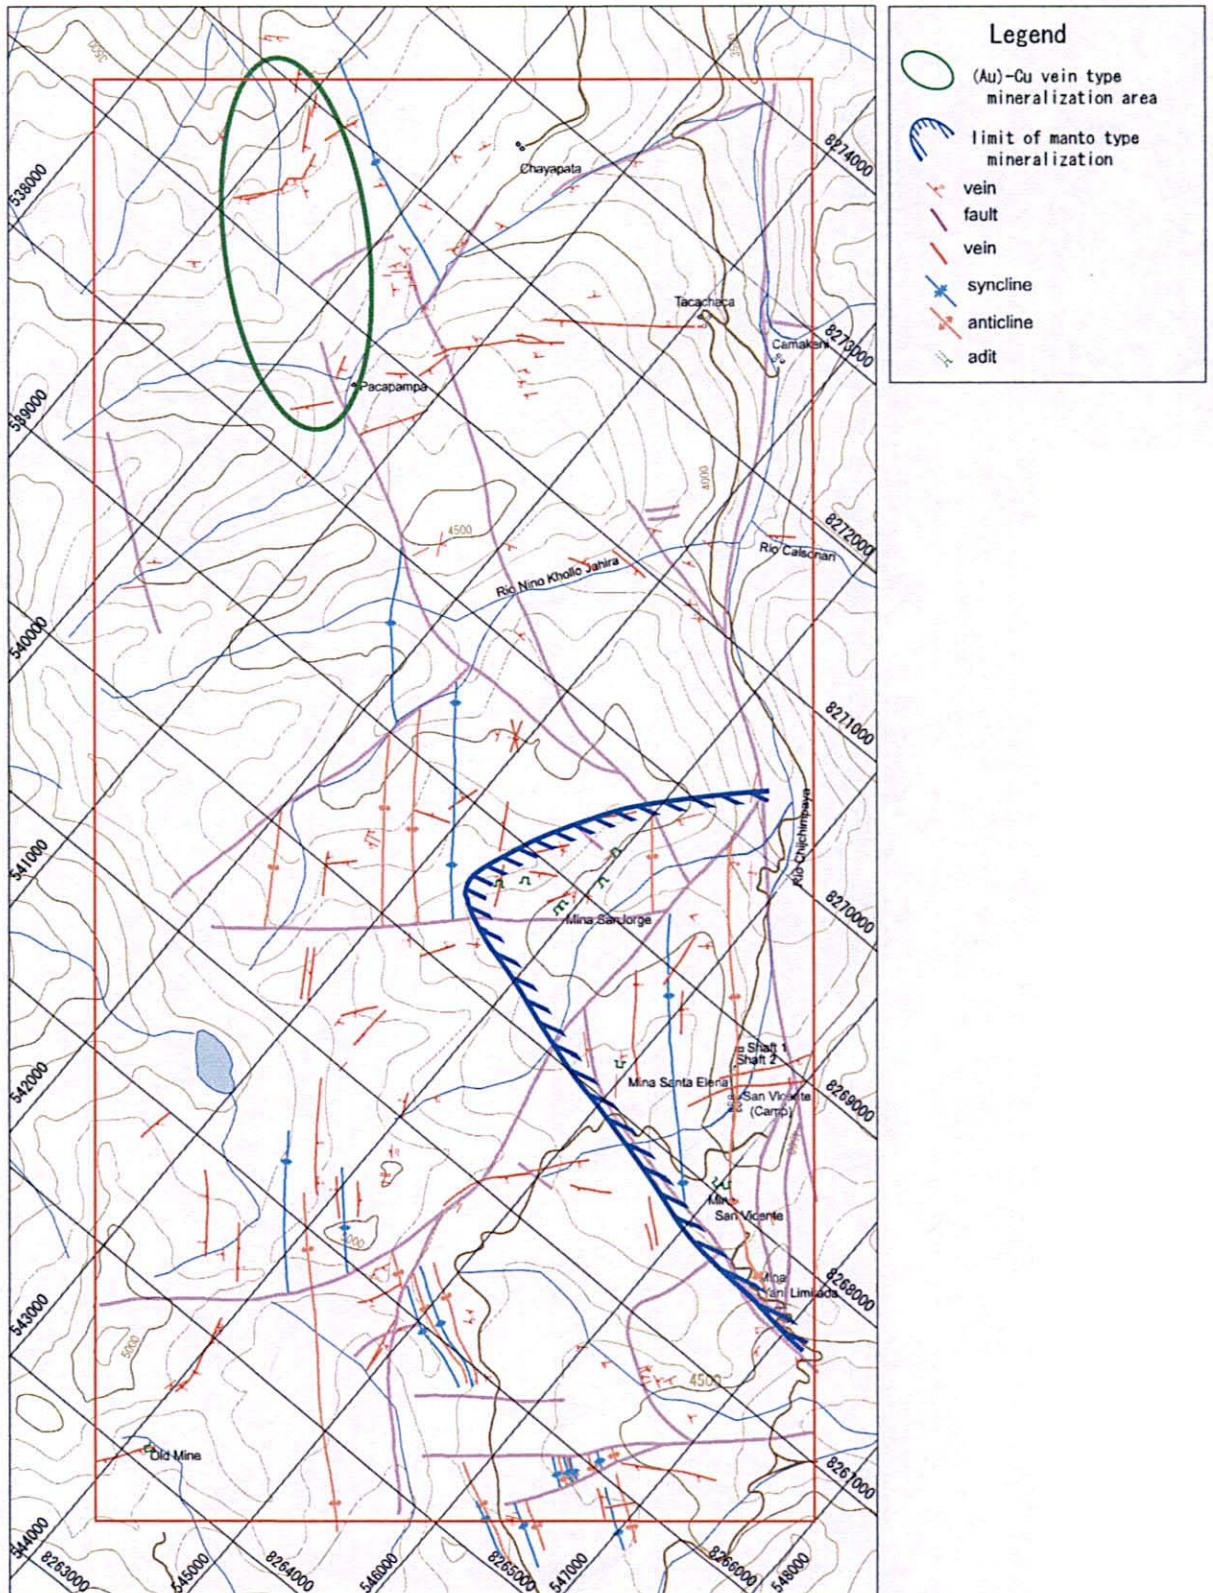 Legend
(Au)-Cu vein type
mineralization area
limit of manto type
mineralization
vein
fault
vein
syncline
anticline
adit
3500
538000
Chayapata
8274000
Tacachaca
Camakeni
8273000
Pacapampa
539000
4000
4500
8272000
Rio Calsonan
Rio Nino Khollo Jahira
540000
8271000
Rio Chijchimpaya
541000
8270000
Mina San Jorge
Shaft 1
Shaft 2
Mina Santa Elena
San Vicente
(Camp)
542000
8269000
Mina
San Vicente
5000
Mina
Yani Limitada
8268000
543000
5000
4500
Old Mine
8267000
544000
8263000
545000
8264000
546000
8265000
547000
8266000
548000